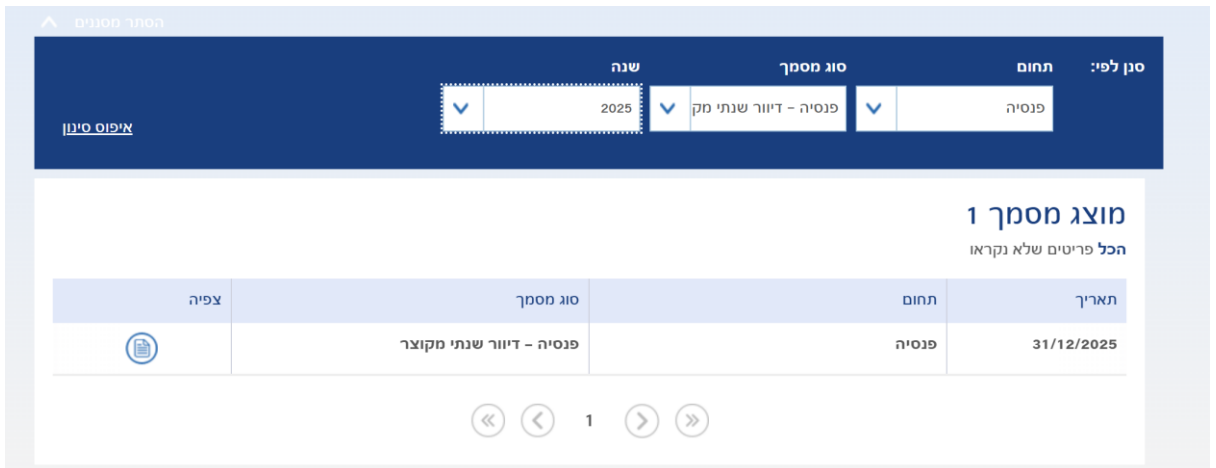 הסתר מסננים
סנן לפי: תחום סוג מסמך שנה
פנסיה פנסיה – דיוור שנתי מק 2025
איפוס סינון
מוצג מסמך 1
הכל פריטים שלא נקראו
תאריך תחום סוג מסמך צפיה
31/12/2025 פנסיה פנסיה – דיוור שנתי מקוצר
1